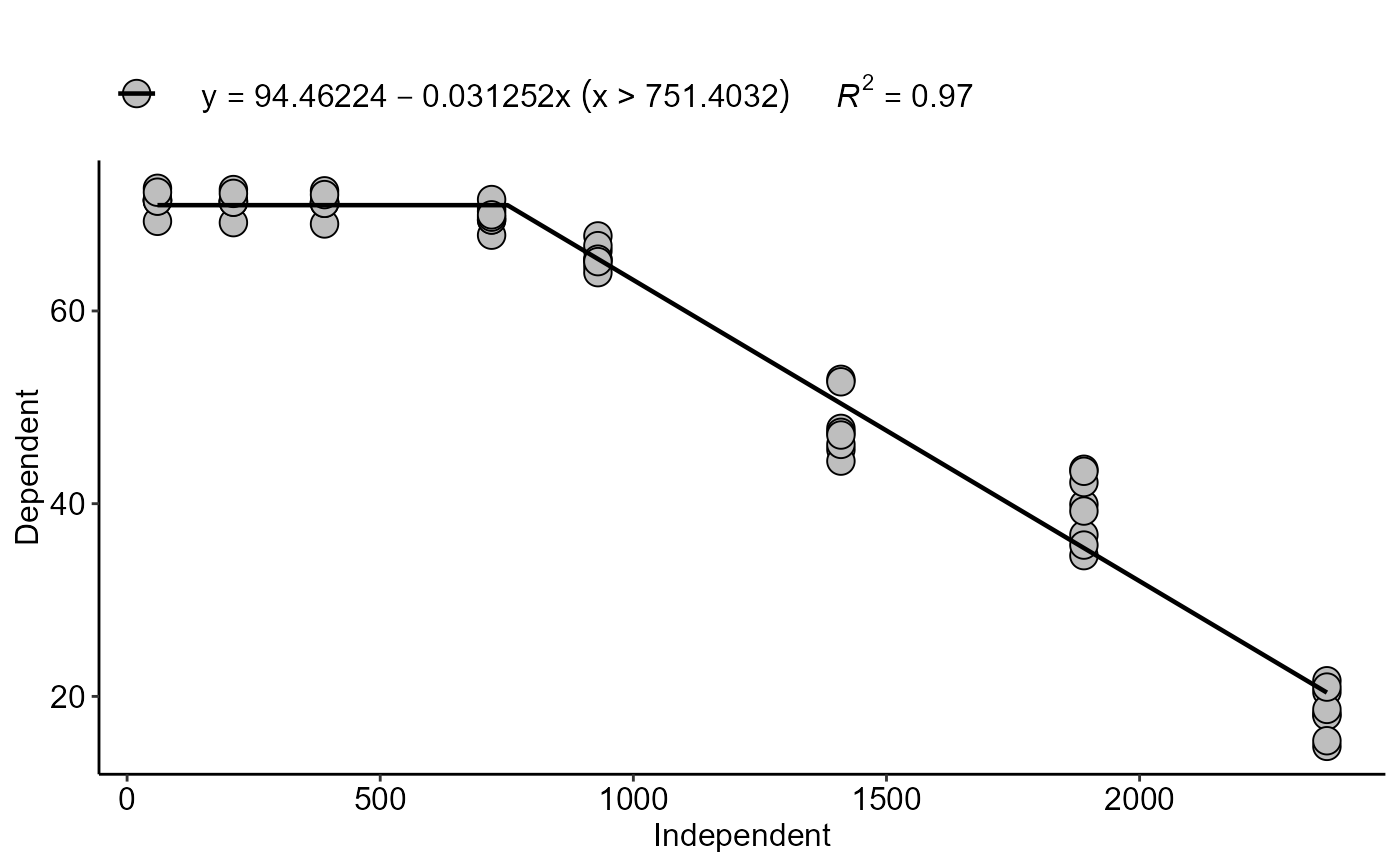 y = 94.46224 − 0.031252x (x > 751.4032) R² = 0.97
60
40
20
Dependent
0 500 1000 1500 2000
Independent